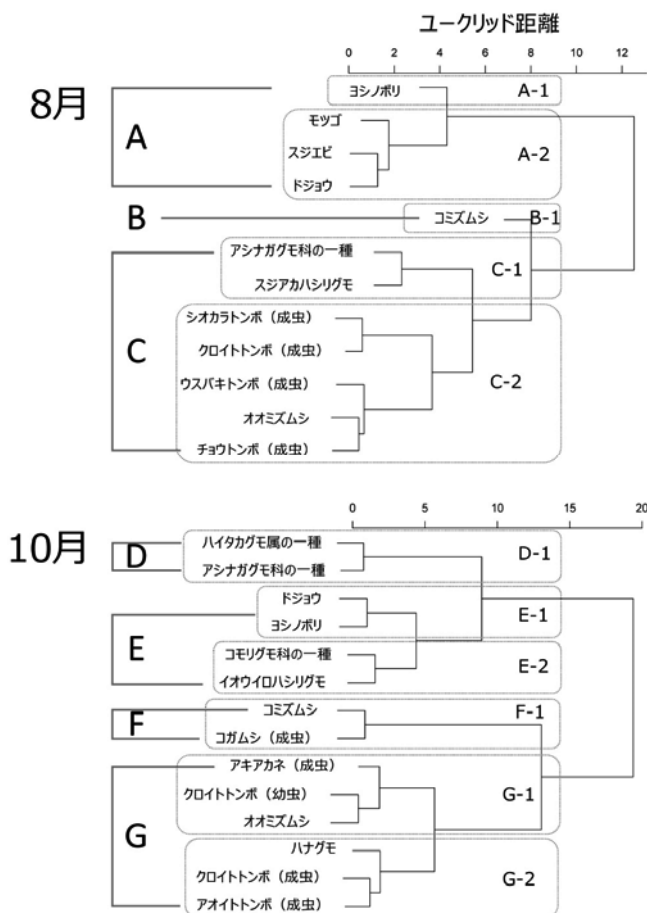 ユークリッド距離
0 2 4 6 8 10 12
8月
A
ヨシノボリ
A-1
モツゴ
スジエビ
ドジョウ
A-2
B
コミズムシ
B-1
C
アシナガグモ科の一種
スジアカハシリグモ
C-1
シオカラトンボ（成虫）
クロイトトンボ（成虫）
ウスバキトンボ（成虫）
オオミズムシ
チョウトンボ（成虫）
C-2
0 5 10 15 20
10月
D
ハイタカグモ属の一種
アシナガグモ科の一種
D-1
E
ドジョウ
ヨシノボリ
E-1
コモリグモ科の一種
イオウイロハシリグモ
E-2
F
コミズムシ
コガムシ（成虫）
F-1
G
アキアカネ（成虫）
クロイトトンボ（幼虫）
オオミズムシ
G-1
ハナグモ
クロイトトンボ（成虫）
アオイトトンボ（成虫）
G-2